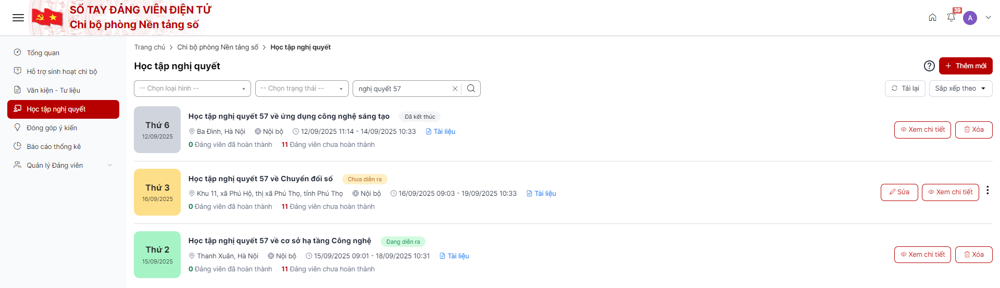 SỔ TAY ĐẢNG VIÊN ĐIỆN TỬ
Chi bộ phòng Nền tảng số
39
A
Tổng quan
Hỗ trợ sinh hoạt chi bộ
Văn kiện - Tư liệu
Học tập nghị quyết
Đóng góp ý kiến
Báo cáo thống kê
Quản lý Đảng viên
Trang chủ > Chi bộ phòng Nền tảng số > Học tập nghị quyết
Học tập nghị quyết
? + Thêm mới
-- Chọn loại hình -- -- Chọn trạng thái -- nghị quyết 57
Tải lại Sắp xếp theo
Thứ 6
12/09/2025
Học tập nghị quyết 57 về ứng dụng công nghệ sáng tạo Đã kết thúc
Ba Đình, Hà Nội Nội bộ 12/09/2025 11:14 - 14/09/2025 10:33 Tài liệu
0 Đảng viên đã hoàn thành 11 Đảng viên chưa hoàn thành
Xem chi tiết Xóa
Thứ 3
16/09/2025
Học tập nghị quyết 57 về Chuyển đổi số Chưa diễn ra
Khu 11, xã Phú Hộ, thị xã Phú Thọ, tỉnh Phú Thọ Nội bộ 16/09/2025 09:03 - 19/09/2025 10:33 Tài liệu
0 Đảng viên đã hoàn thành 11 Đảng viên chưa hoàn thành
Sửa Xem chi tiết
Thứ 2
15/09/2025
Học tập nghị quyết 57 về cơ sở hạ tầng Công nghệ Đang diễn ra
Thanh Xuân, Hà Nội Nội bộ 15/09/2025 09:01 - 18/09/2025 10:31 Tài liệu
0 Đảng viên đã hoàn thành 11 Đảng viên chưa hoàn thành
Xem chi tiết Xóa